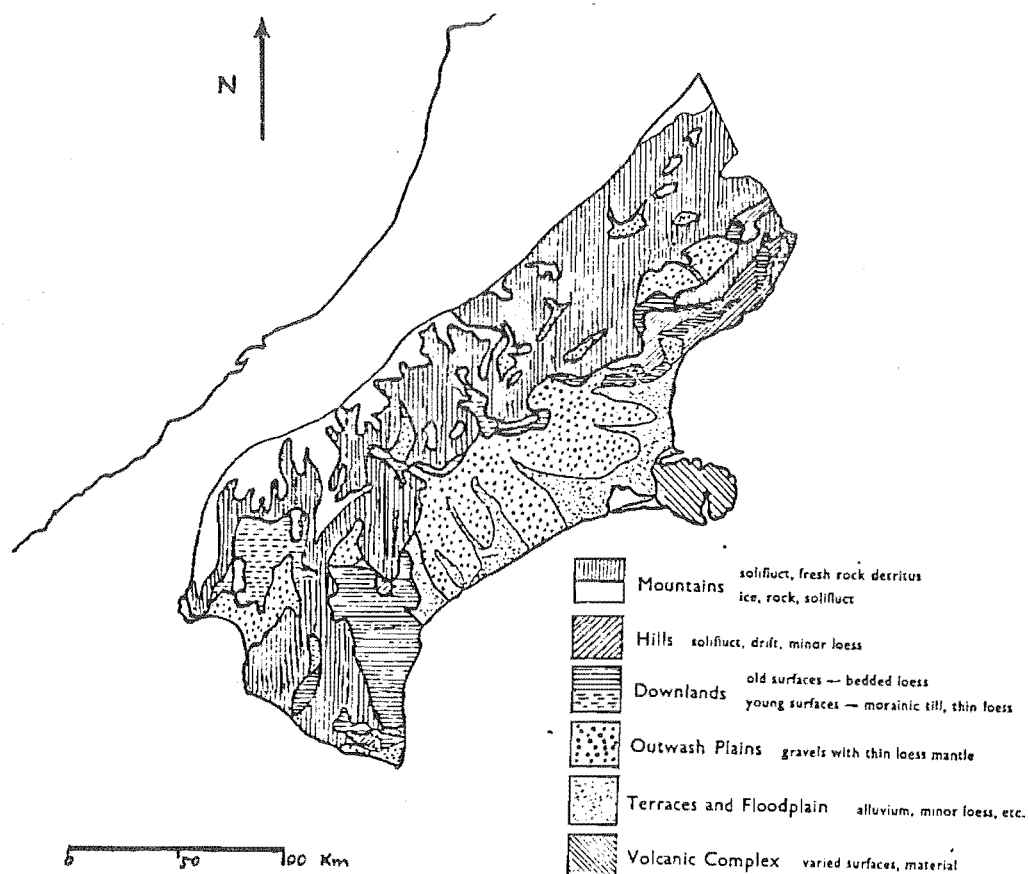 N
Mountains solifluct, fresh rock detritus
ice, rock, solifluct
Hills solifluct, drift, minor loess
Downlands old surfaces — bedded loess
young surfaces — morainic till, thin loess
Outwash Plains gravels with thin loess mantle
Terraces and Floodplain alluvium, minor loess, etc.
Volcanic Complex varied surfaces, material
0 50 00 Km